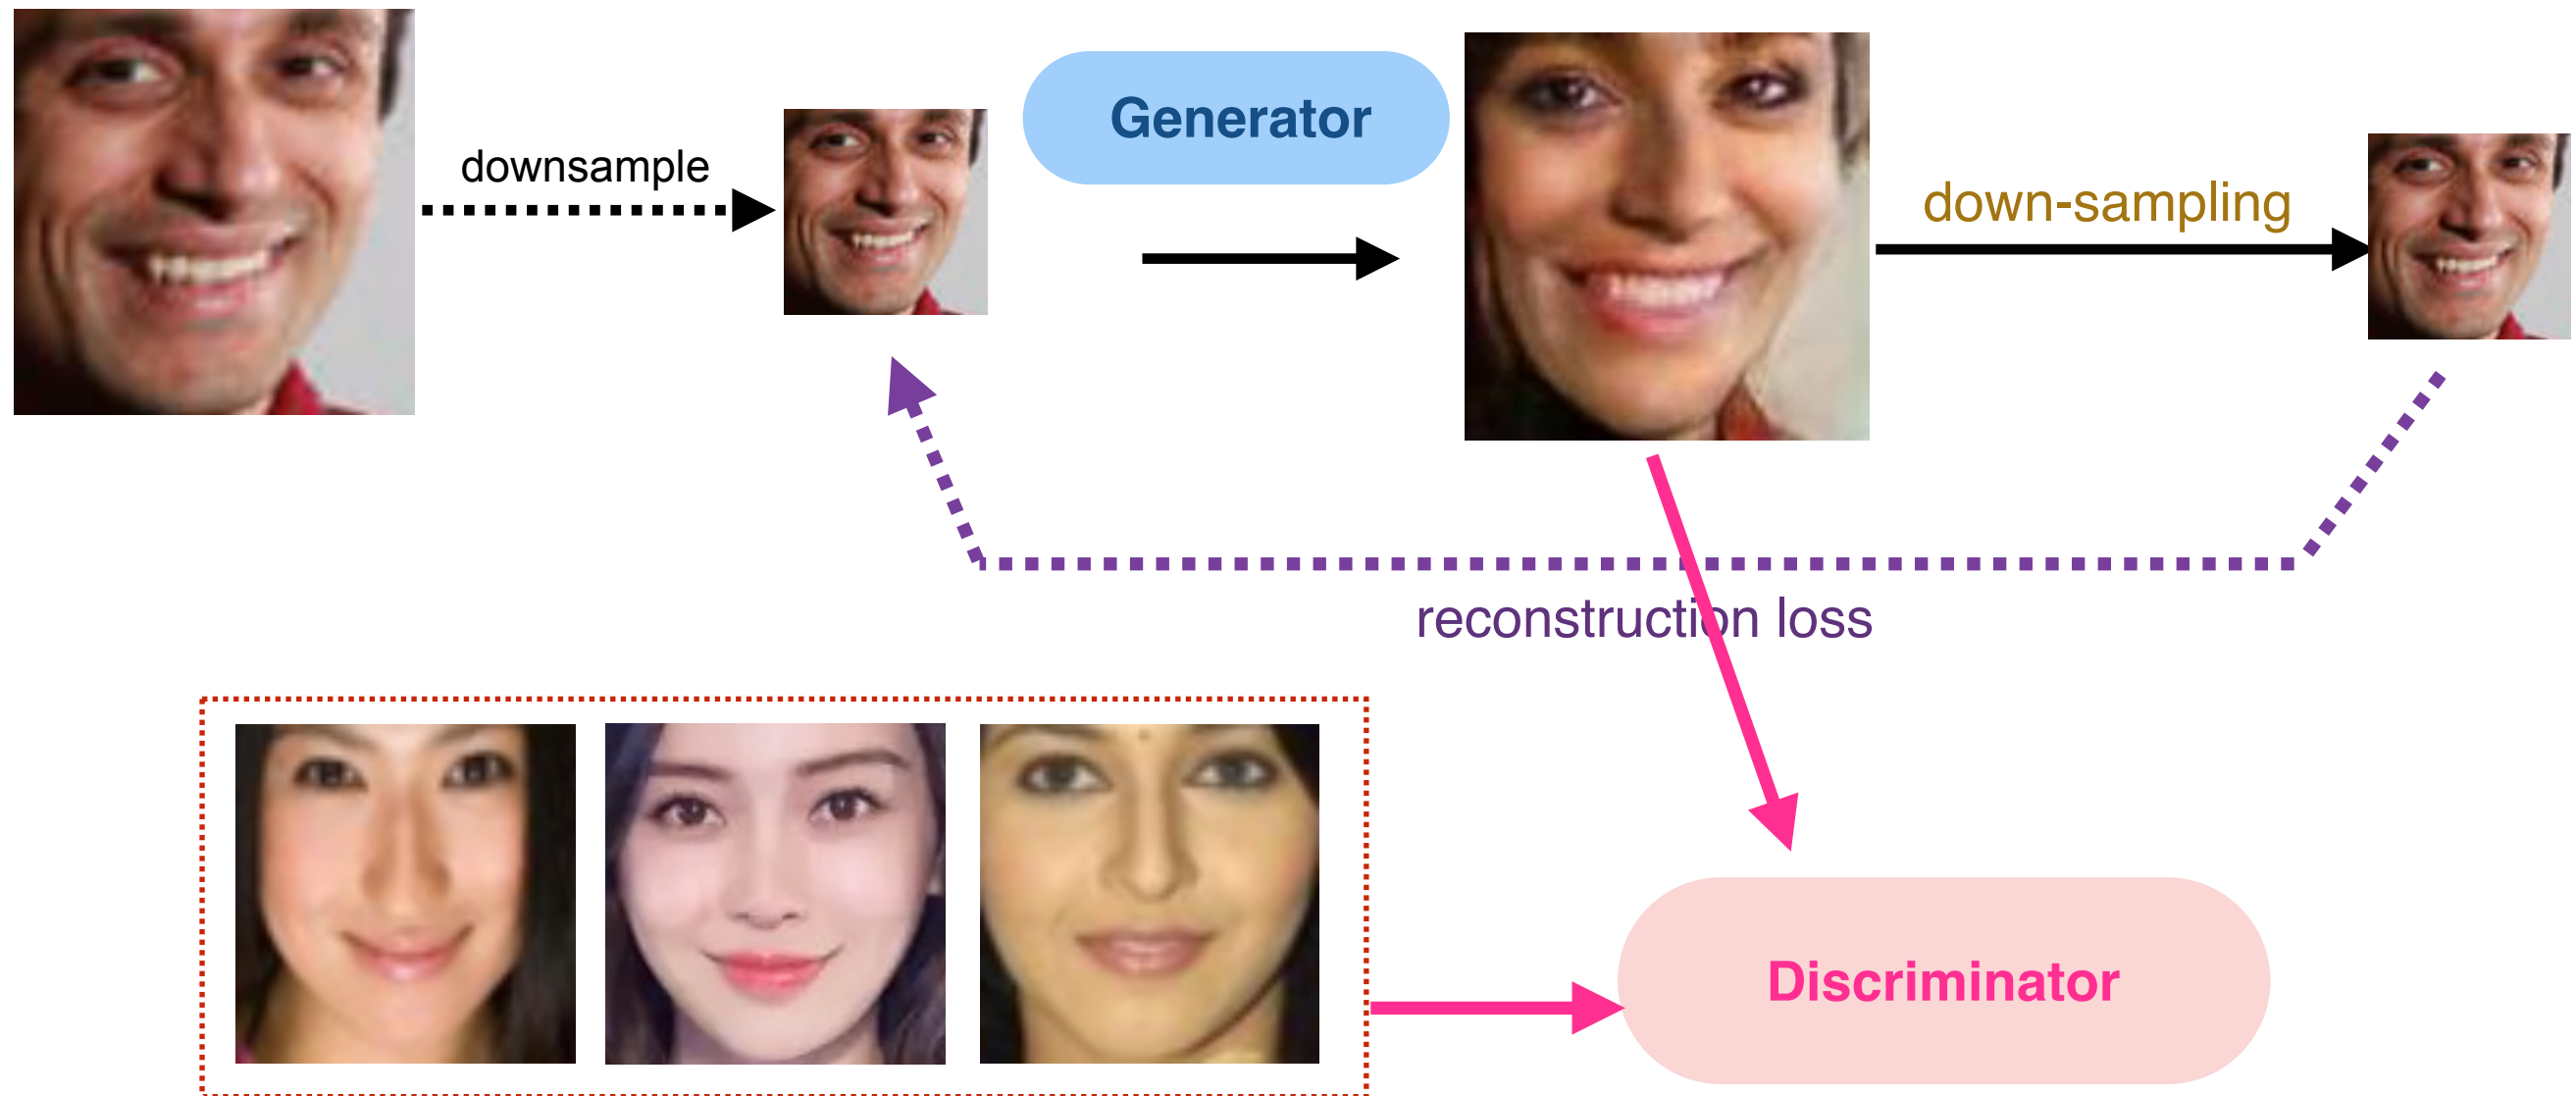 Generator
downsample
down-sampling
reconstruction loss
Discriminator